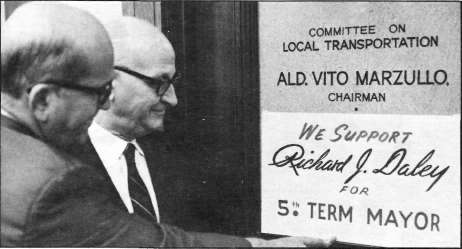 COMMITTEE ON
LOCAL TRANSPORTATION
ALD. VITO MARZULLO,
CHAIRMAN
WE SUPPORT
Richard J. Daley
FOR
5TH TERM MAYOR